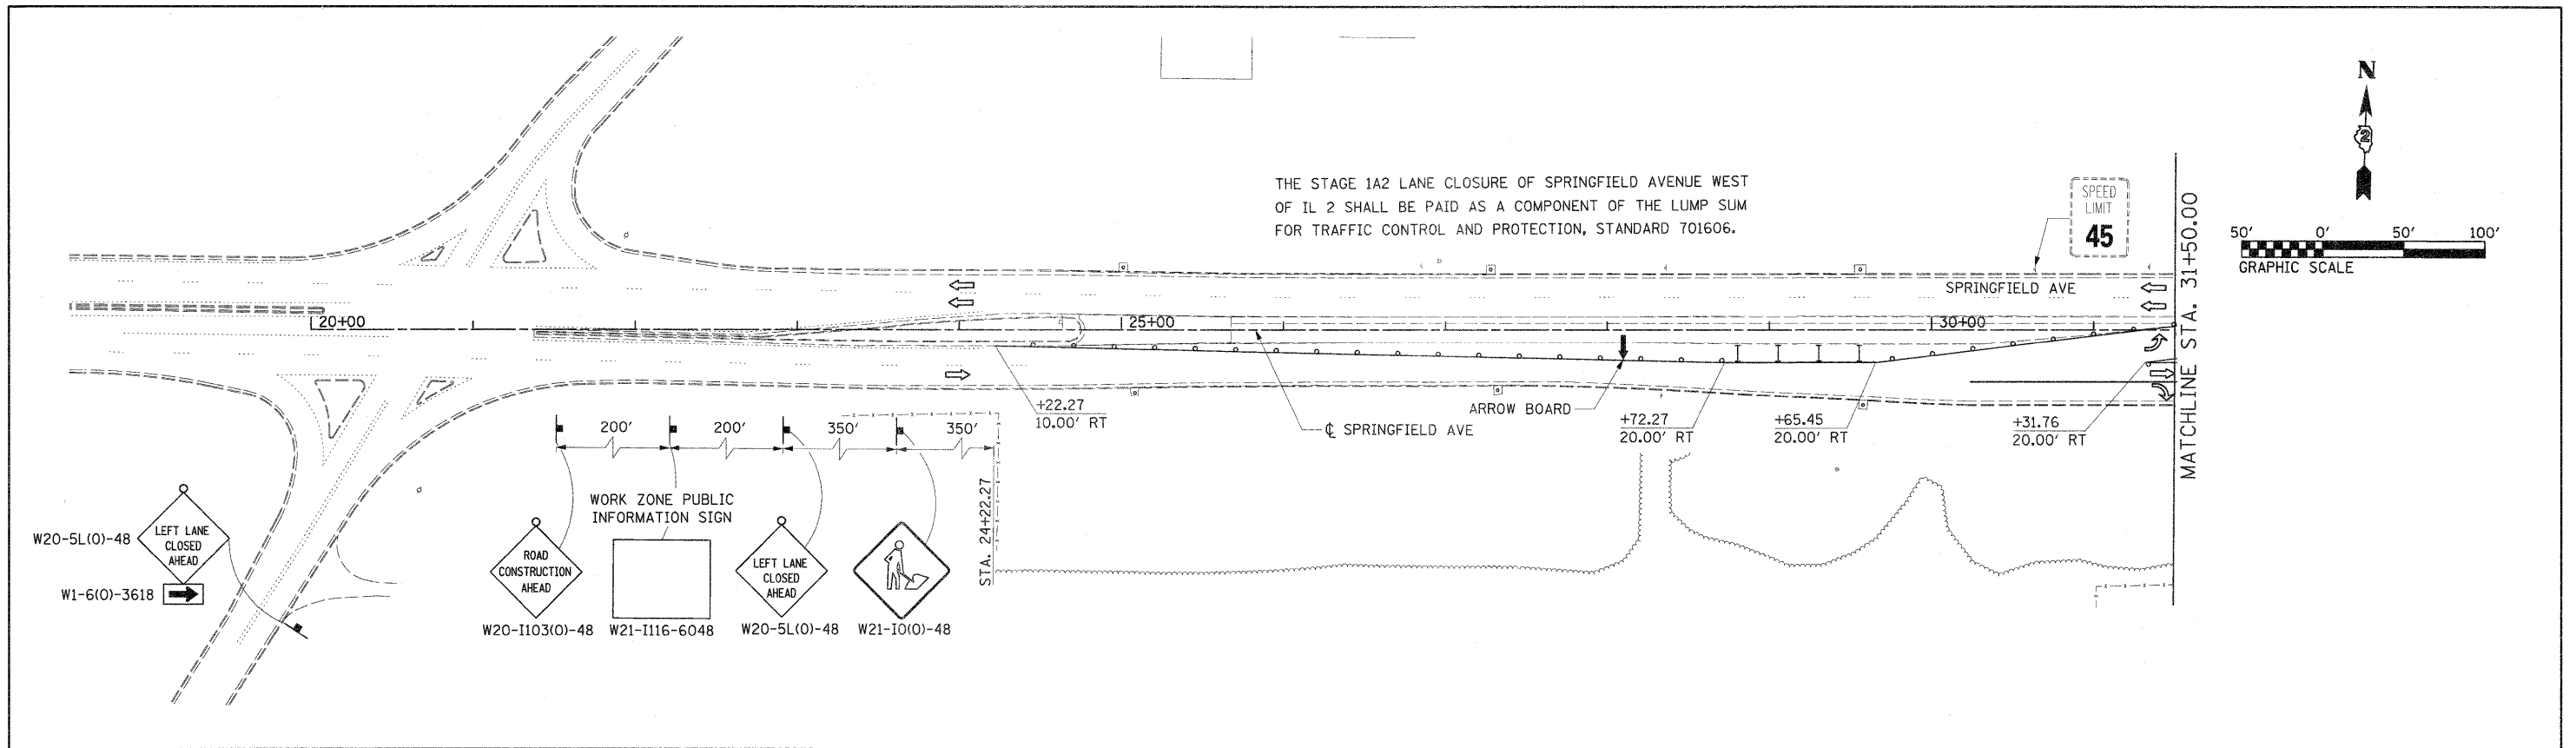 N
2
THE STAGE 1A2 LANE CLOSURE OF SPRINGFIELD AVENUE WEST
OF IL 2 SHALL BE PAID AS A COMPONENT OF THE LUMP SUM
FOR TRAFFIC CONTROL AND PROTECTION, STANDARD 701606.
SPEED
LIMIT
45
MATCHLINE STA. 31+50.00
50' 0' 50' 100'
GRAPHIC SCALE
SPRINGFIELD AVE
20+00
25+00
30+00
+22.27
10.00' RT
ARROW BOARD
℄ SPRINGFIELD AVE
+72.27
20.00' RT
+65.45
20.00' RT
+31.76
20.00' RT
200'
200'
350'
350'
STA. 24+22.27
WORK ZONE PUBLIC
INFORMATION SIGN
W20-5L(O)-48
LEFT LANE
CLOSED
AHEAD
W1-6(O)-3618
ROAD
CONSTRUCTION
AHEAD
LEFT LANE
CLOSED
AHEAD
W20-I103(O)-48
W21-I116-6048
W20-5L(O)-48
W21-IO(O)-48